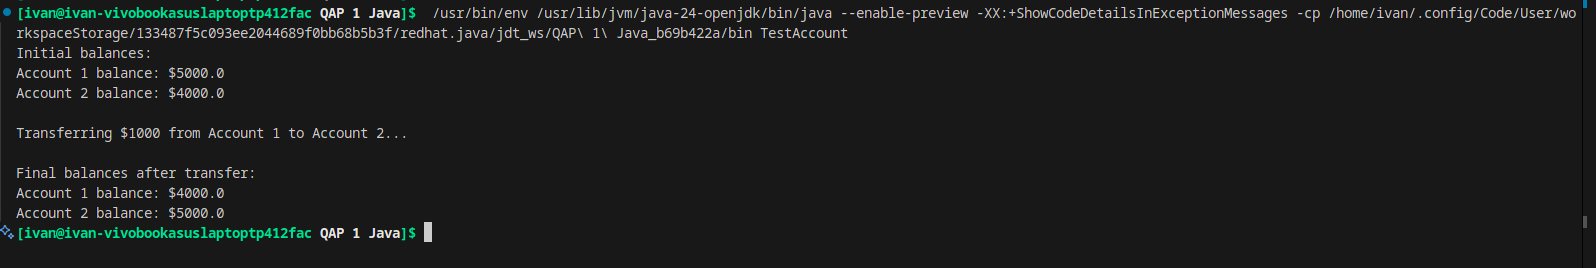 [ivan@ivan-vivobookasuslaptoptp412fac QAP 1 Java]$  /usr/bin/env /usr/lib/jvm/java-24-openjdk/bin/java --enable-preview -XX:+ShowCodeDetailsInExceptionMessages -cp /home/ivan/.config/Code/User/wo
rkspaceStorage/133487f5c093ee2044689f0bb68b5b3f/redhat.java/jdt_ws/QAP\ 1\ Java_b69b422a/bin TestAccount
Initial balances:
Account 1 balance: $5000.0
Account 2 balance: $4000.0

Transferring $1000 from Account 1 to Account 2...

Final balances after transfer:
Account 1 balance: $4000.0
Account 2 balance: $5000.0
[ivan@ivan-vivobookasuslaptoptp412fac QAP 1 Java]$